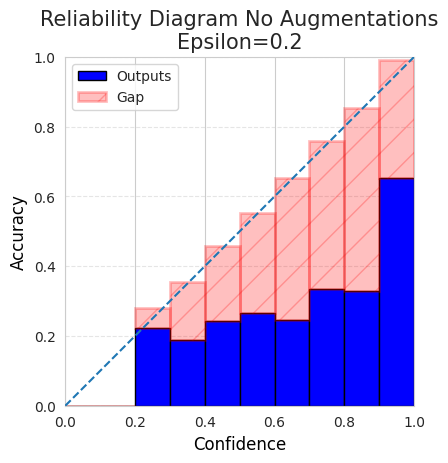 Reliability Diagram No Augmentations
Epsilon=0.2
1.0
0.8
0.6
0.4
0.2
0.0
Accuracy
Outputs
Gap
0.0 0.2 0.4 0.6 0.8 1.0
Confidence